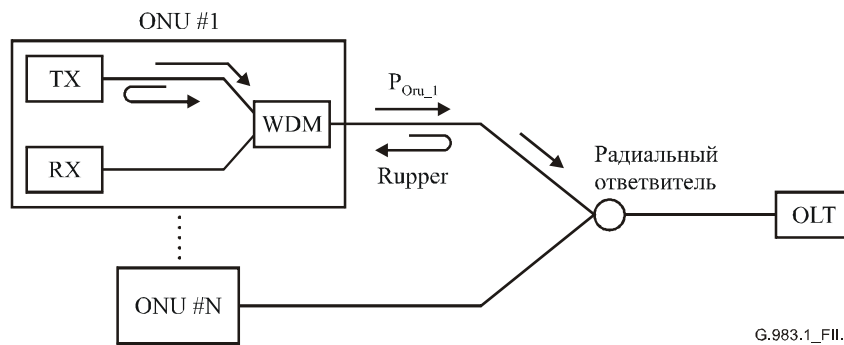 ONU #1
TX
RX
WDM
P_Oru_1
Rupper
Радиальный
ответвитель
OLT
ONU #N
G.983.1_FII.